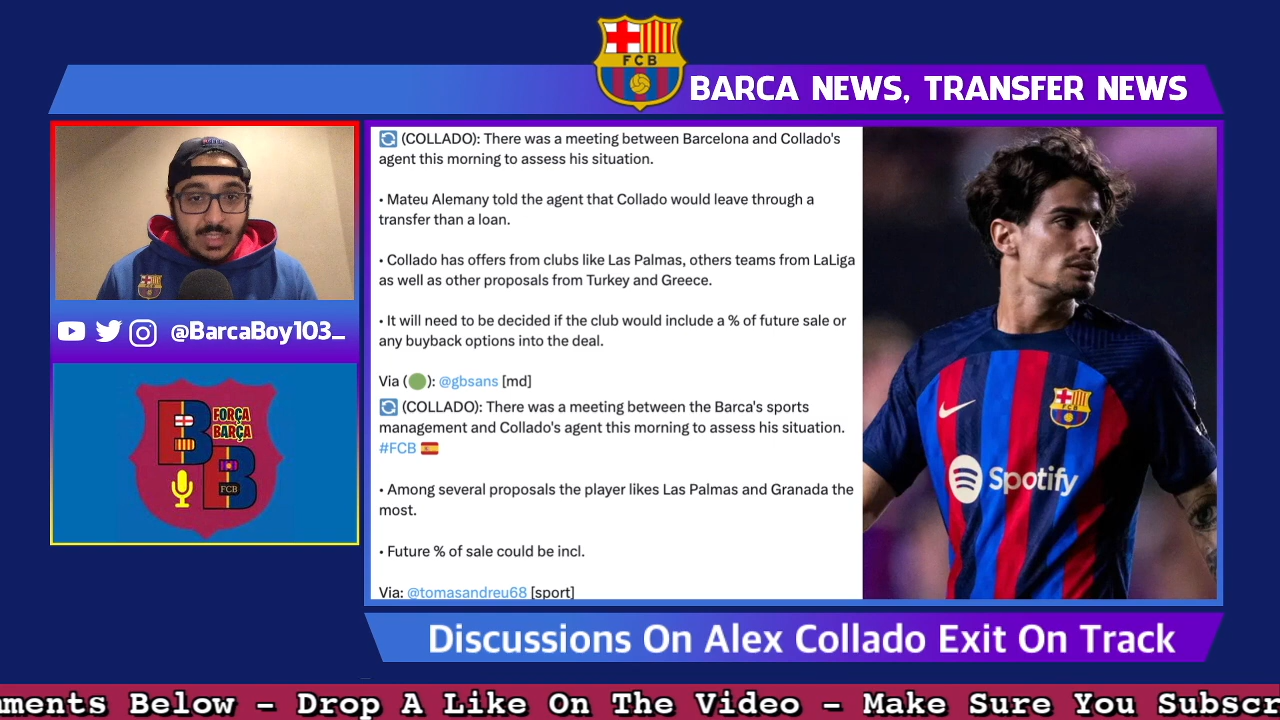 FCB
BARCA NEWS, TRANSFER NEWS
(COLLADO): There was a meeting between Barcelona and Collado's
agent this morning to assess his situation.
• Mateu Alemany told the agent that Collado would leave through a
transfer than a loan.
• Collado has offers from clubs like Las Palmas, others teams from LaLiga
as well as other proposals from Turkey and Greece.
• It will need to be decided if the club would include a % of future sale or
any buyback options into the deal.
Via (🟢): @gbsans [md]
(COLLADO): There was a meeting between the Barca's sports
management and Collado's agent this morning to assess his situation.
#FCB 🇪🇸
• Among several proposals the player likes Las Palmas and Granada the
most.
• Future % of sale could be incl.
Via: @tomasandreu68 [sport]
Spotify
@BarcaBoy103_
B
FORÇA
BARÇA
B
FCB
Discussions On Alex Collado Exit On Track
mments Below – Drop A Like On The Video – Make Sure You Subscr